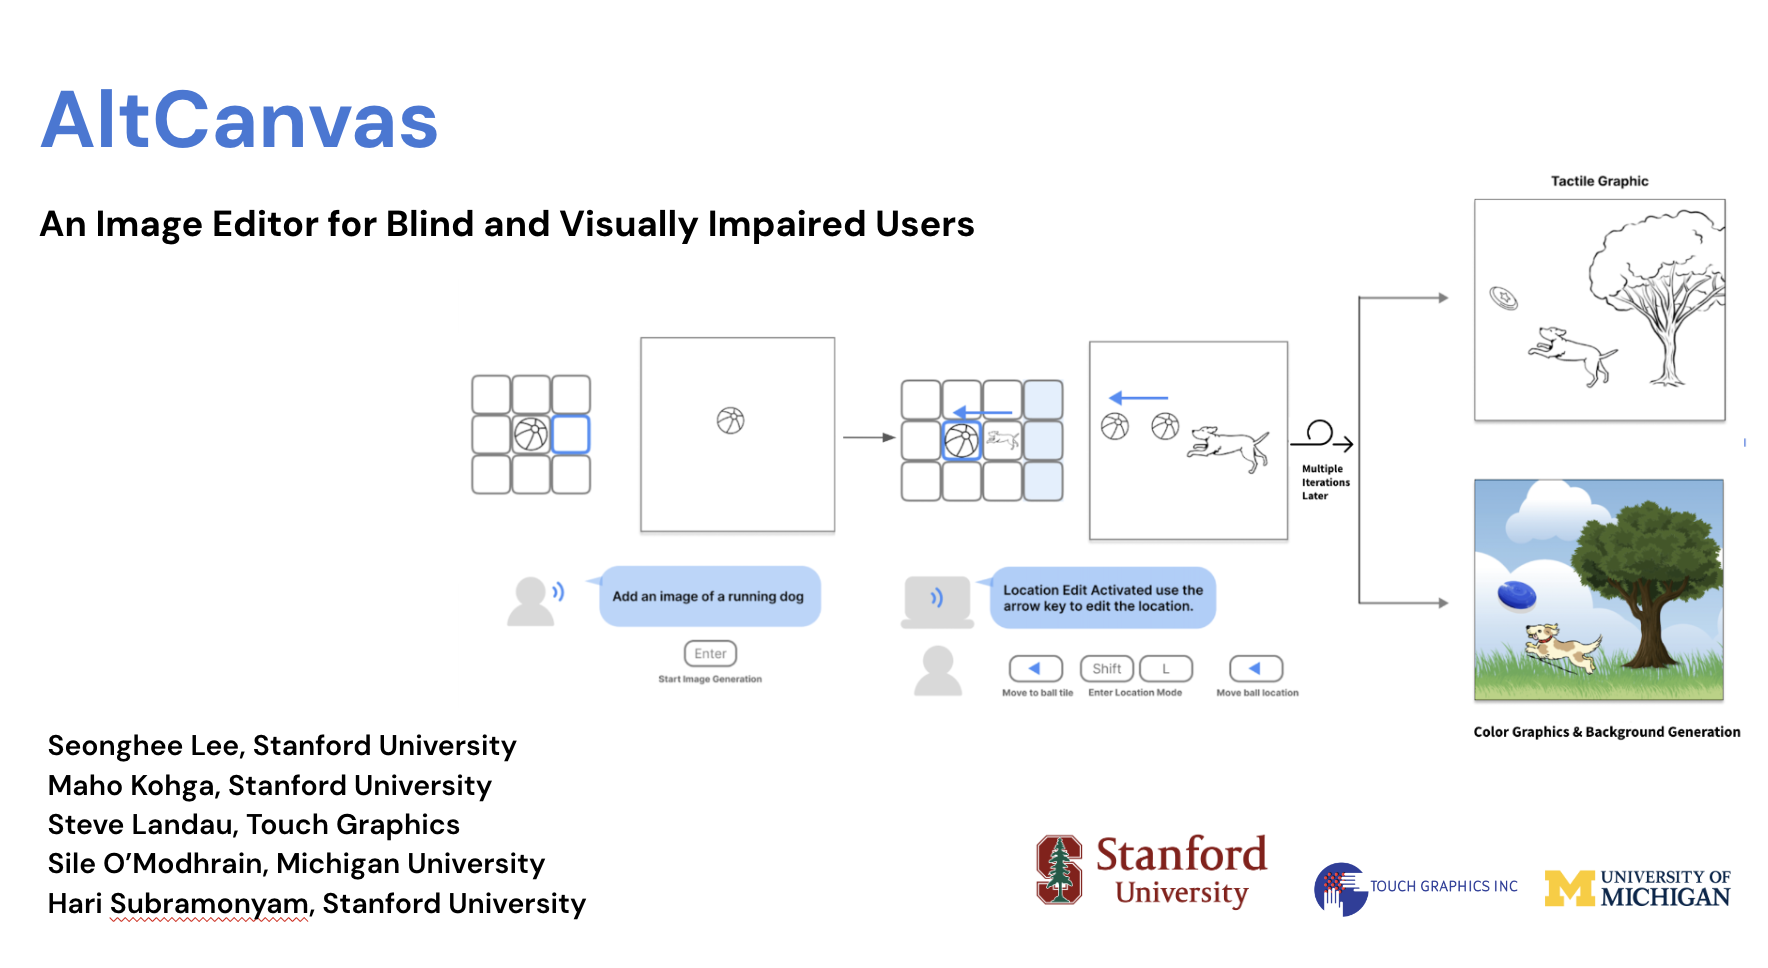 AltCanvas
An Image Editor for Blind and Visually Impaired Users
Add an image of a running dog
Enter
Start Image Generation
Location Edit Activated use the
arrow key to edit the location.
Shift
L
Move to ball tile
Enter Location Mode
Move ball location
Multiple
Iterations
Later
Tactile Graphic
Color Graphics & Background Generation
Seonghee Lee, Stanford University
Maho Kohga, Stanford University
Steve Landau, Touch Graphics
Sile O’Modhrain, Michigan University
Hari Subramonyam, Stanford University
Stanford
University
TOUCH GRAPHICS INC
M
UNIVERSITY OF
MICHIGAN